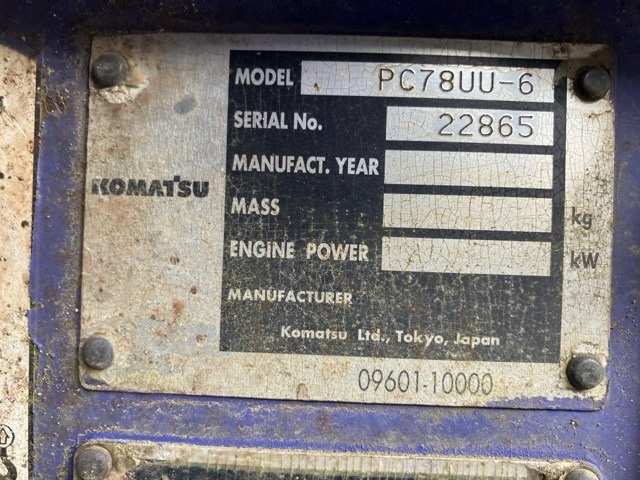 MODEL PC78UU-6
SERIAL No. 22865
MANUFACT. YEAR
KOMATSU
MASS kg
ENGINE POWER kW
MANUFACTURER
Komatsu Ltd., Tokyo, Japan
09601-10000